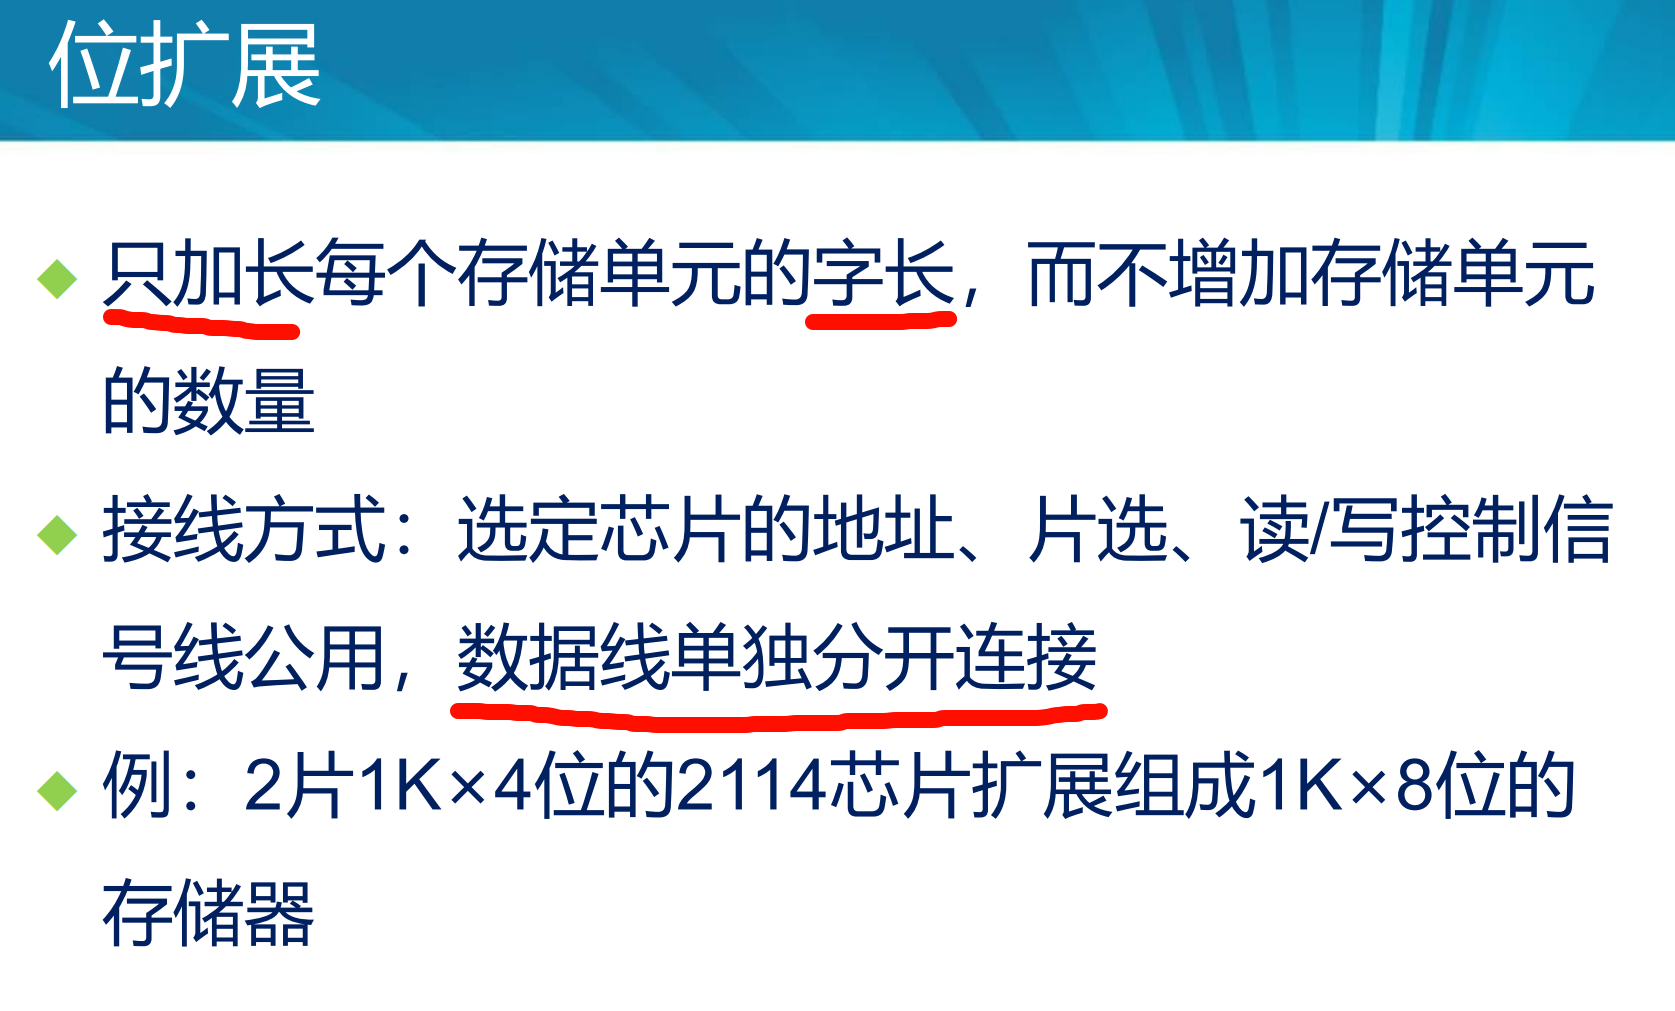 位扩展
只加长每个存储单元的字长，而不增加存储单元
的数量
接线方式：选定芯片的地址、片选、读/写控制信
号线公用，数据线单独分开连接
例：2片1K×4位的2114芯片扩展组成1K×8位的
存储器